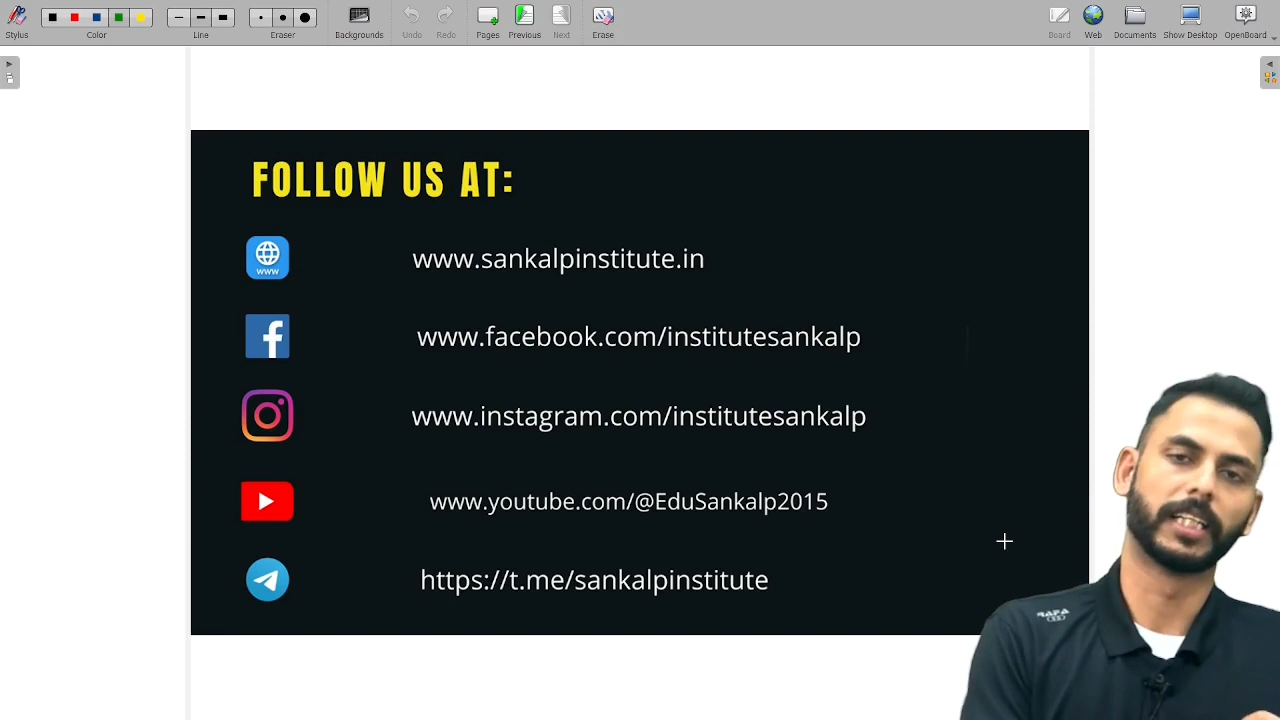 Stylus
Color
Line
Eraser
Backgrounds
Undo
Redo
Pages
Previous
Next
Erase
Board
Web
Documents
Show Desktop
OpenBoard
FOLLOW US AT:
www
www.sankalpinstitute.in
www.facebook.com/institutesankalp
www.instagram.com/institutesankalp
www.youtube.com/@EduSankalp2015
https://t.me/sankalpinstitute